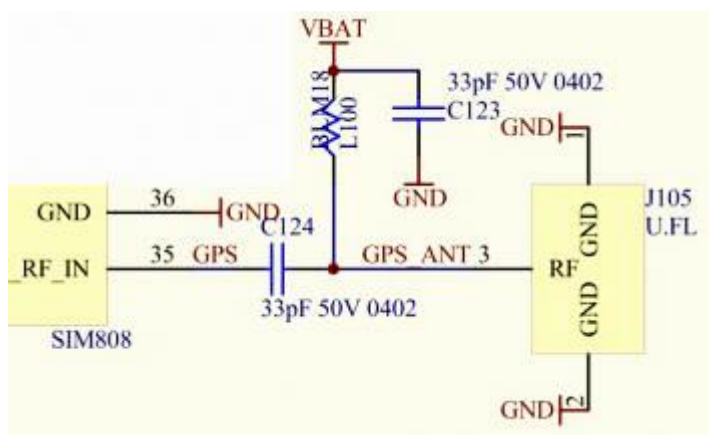 VBAT
33pF 50V 0402
BLM18
L100
C123
GND
1
GND
J105
U.FL
GND
36
GND
GND
C124
_RF_IN
35
GPS
GPS_ANT
3
RF
33pF 50V 0402
GND
SIM808
GND
2